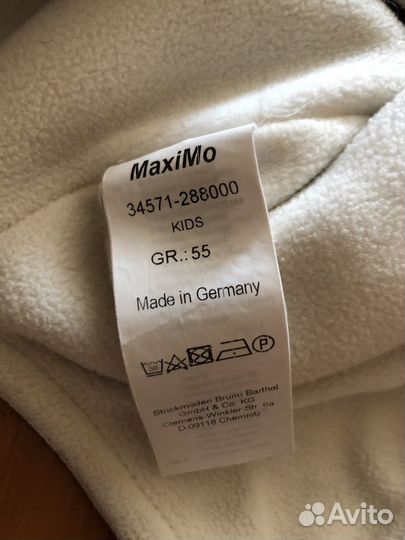 MaxiMo
34571-288000
KIDS
GR.: 55
Made in Germany
30
P
Strickmoden Bruno Barthel
GmbH & Co. KG
Clemens-Winkler-Str. 6a
D-09116 Chemnitz
Avito